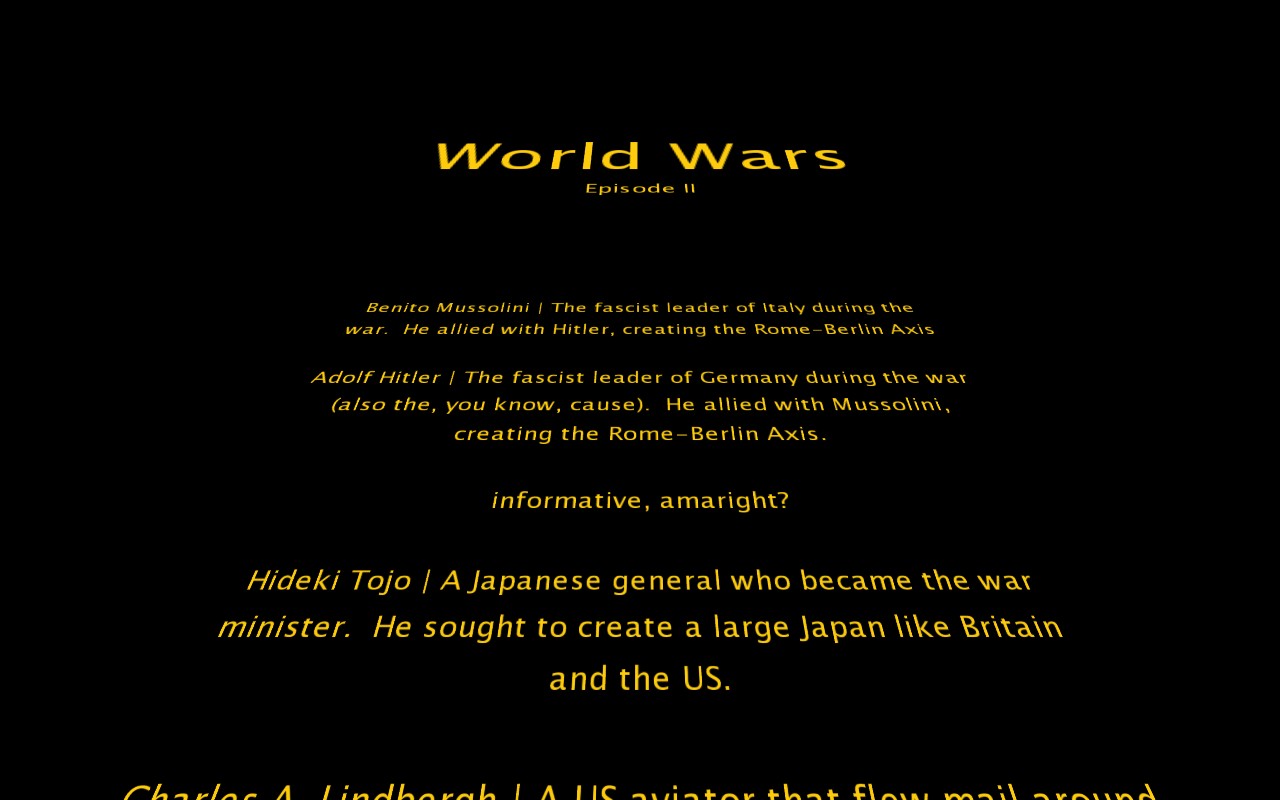 World Wars
Episode II
Benito Mussolini | The fascist leader of Italy during the
war.  He allied with Hitler, creating the Rome-Berlin Axis
Adolf Hitler | The fascist leader of Germany during the war
(also the, you know, cause).  He allied with Mussolini,
creating the Rome-Berlin Axis.
informative, amaright?
Hideki Tojo | A Japanese general who became the war
minister.  He sought to create a large Japan like Britain
and the US.
Charles A. Lindbergh | A US aviator that flew mail around